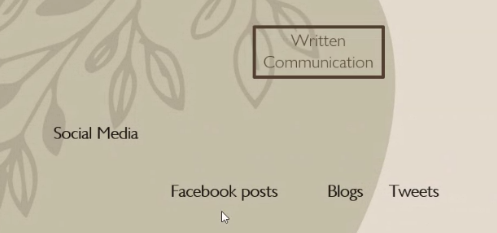 Written
Communication
Social Media
Facebook posts
Blogs
Tweets